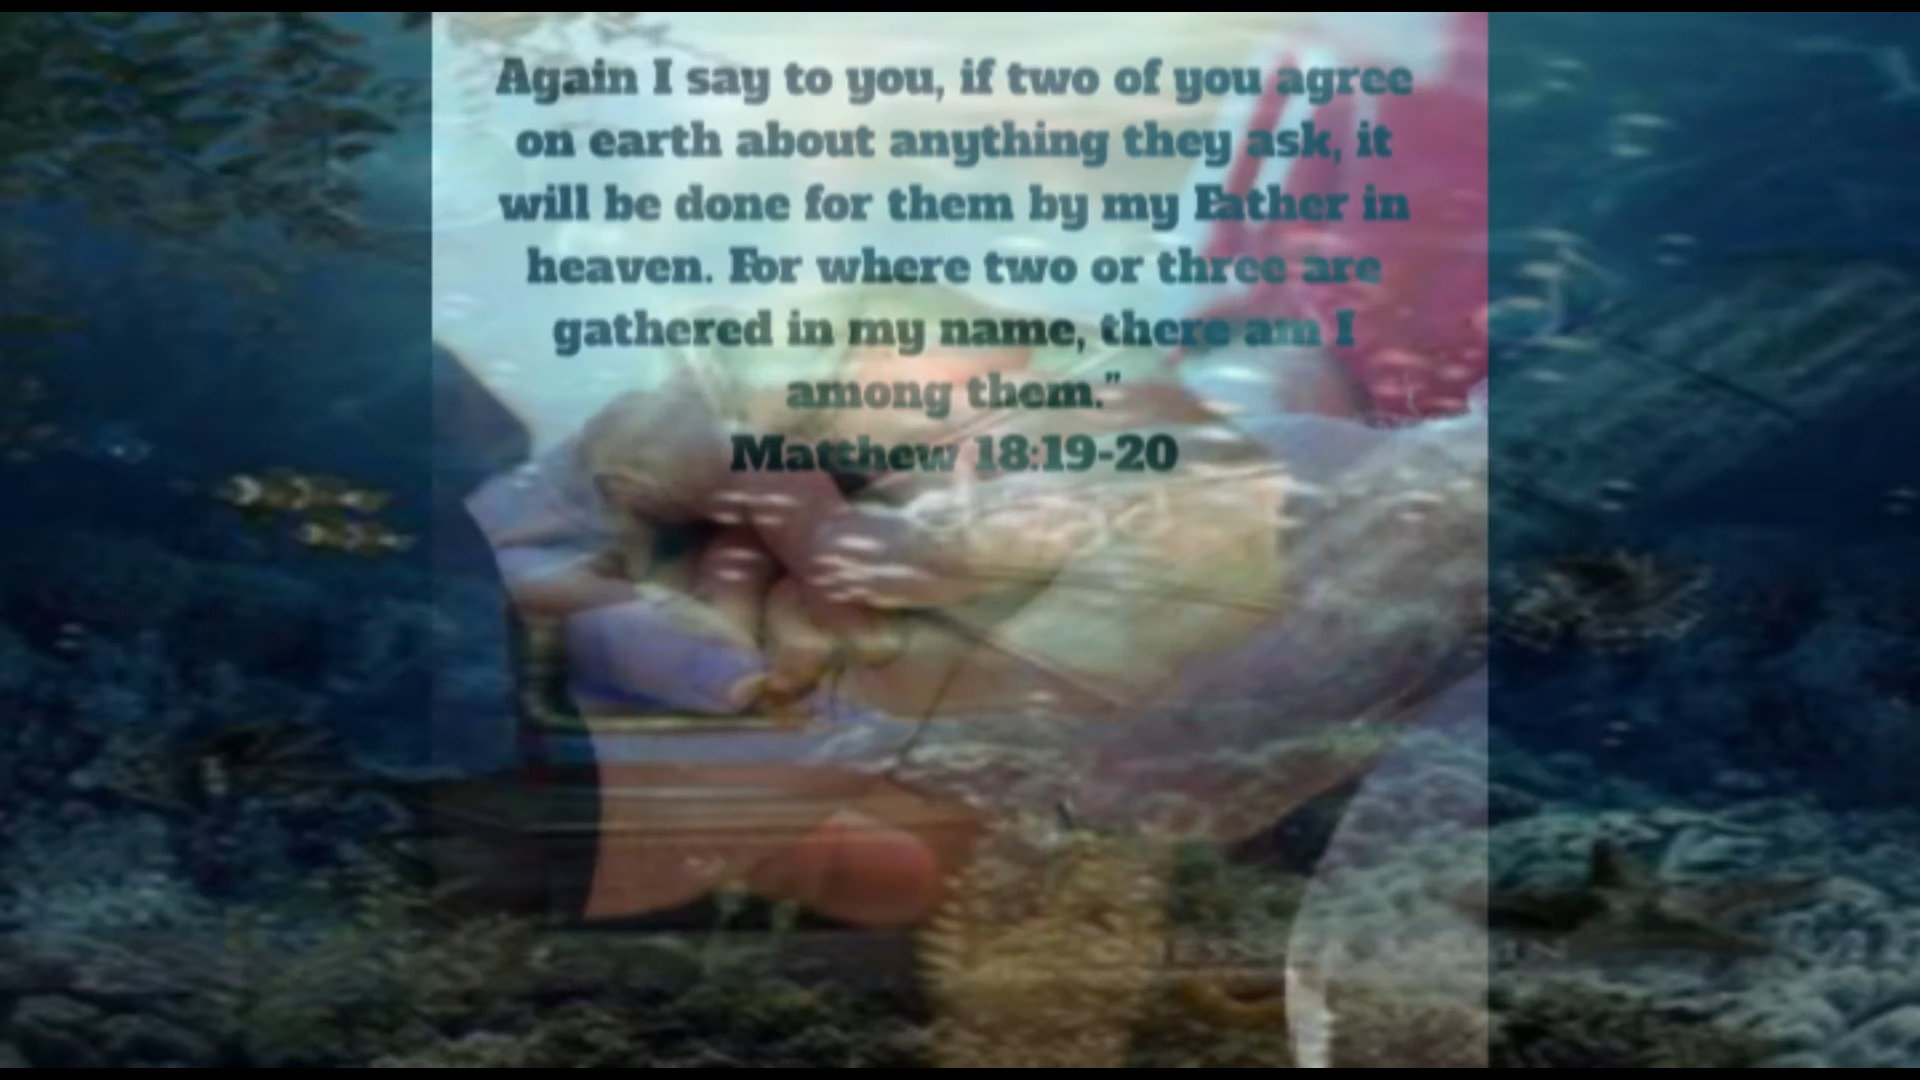 Again I say to you, if two of you agree
on earth about anything they ask, it
will be done for them by my Father in
heaven. For where two or three are
gathered in my name, there am I
among them.”
Matthew 18:19-20